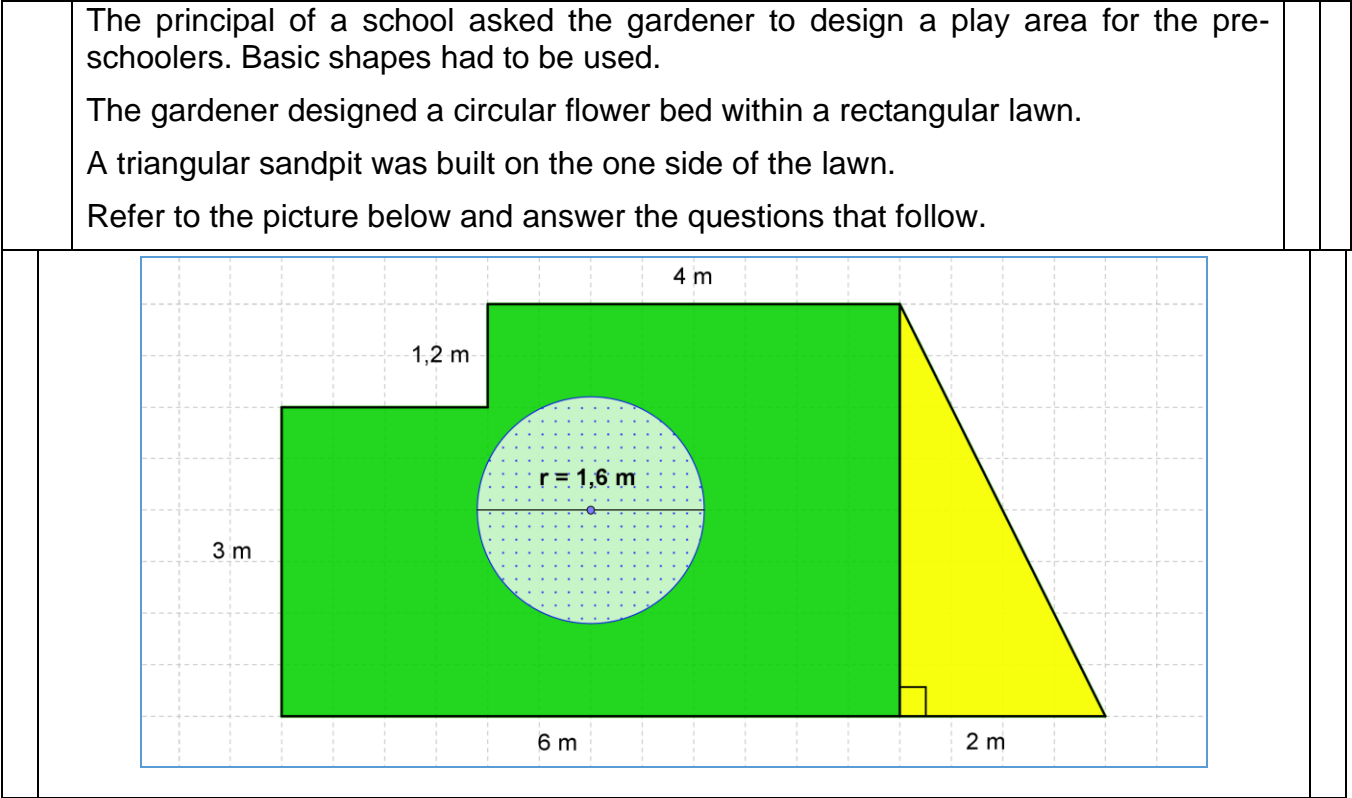 The principal of a school asked the gardener to design a play area for the pre-
schoolers. Basic shapes had to be used.
The gardener designed a circular flower bed within a rectangular lawn.
A triangular sandpit was built on the one side of the lawn.
Refer to the picture below and answer the questions that follow.
4 m
1,2 m
r = 1,6 m
3 m
6 m
2 m